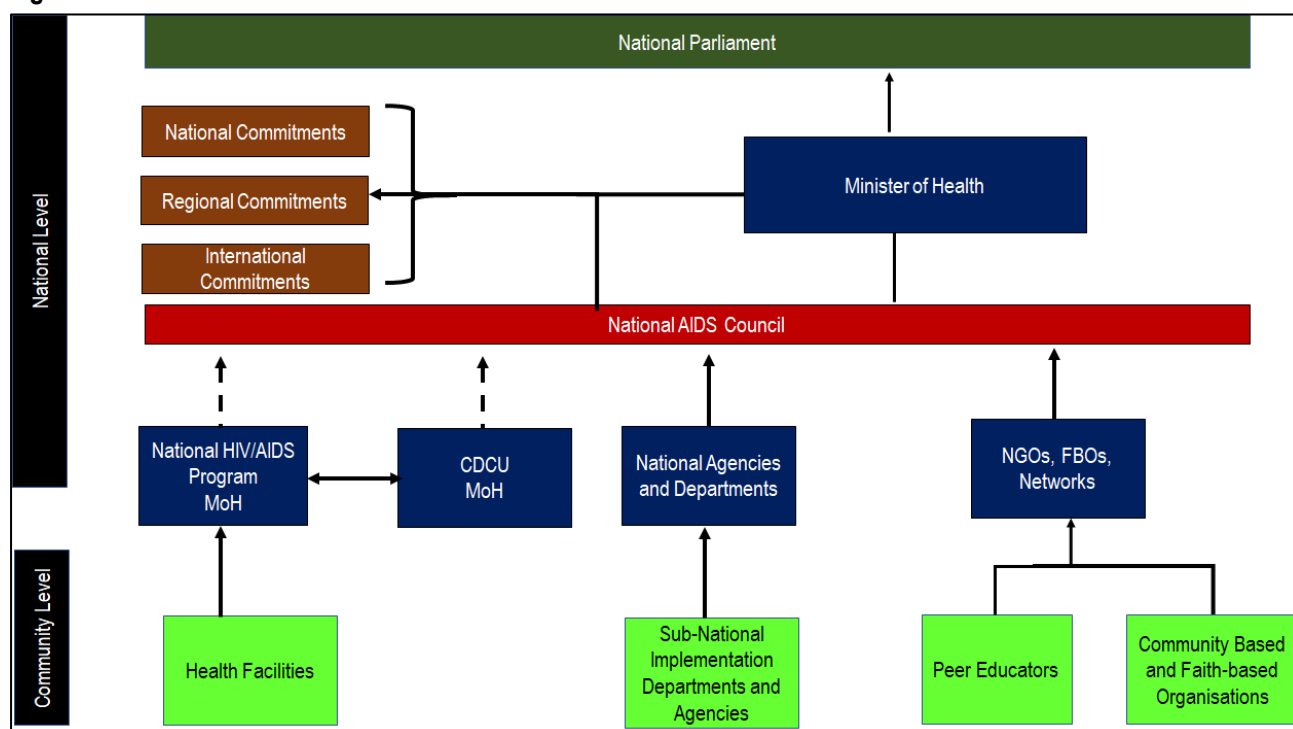 National Level
National Parliament
National Commitments
Regional Commitments
International
Commitments
Minister of Health
National AIDS Council
National HIV/AIDS
Program
MoH
CDCU
MoH
National Agencies
and Departments
NGOs, FBOs,
Networks
Community Level
Health Facilities
Sub-National
Implementation
Departments and
Agencies
Peer Educators
Community Based
and Faith-based
Organisations